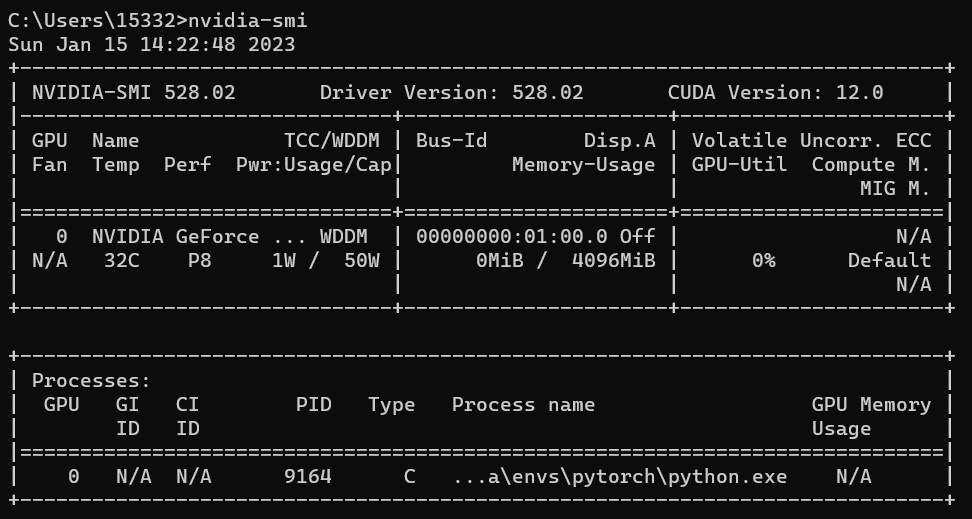 C:\Users\15332>nvidia-smi
Sun Jan 15 14:22:48 2023
+-----------------------------------------------------------------------------+
| NVIDIA-SMI 528.02       Driver Version: 528.02       CUDA Version: 12.0     |
|-------------------------------+----------------------+----------------------+
| GPU  Name            TCC/WDDM | Bus-Id        Disp.A | Volatile Uncorr. ECC |
| Fan  Temp  Perf  Pwr:Usage/Cap|         Memory-Usage | GPU-Util  Compute M. |
|                               |                      |               MIG M. |
|===============================+======================+======================|
|   0  NVIDIA GeForce ... WDDM  | 00000000:01:00.0 Off |                  N/A |
| N/A   32C    P8     1W /  50W |      0MiB /  4096MiB |      0%      Default |
|                               |                      |                  N/A |
+-------------------------------+----------------------+----------------------+

+-----------------------------------------------------------------------------+
| Processes:                                                                  |
|  GPU   GI   CI        PID   Type   Process name                  GPU Memory |
|        ID   ID                                                   Usage      |
|=============================================================================|
|    0   N/A  N/A      9164      C   ...a\envs\pytorch\python.exe    N/A      |
+-----------------------------------------------------------------------------+